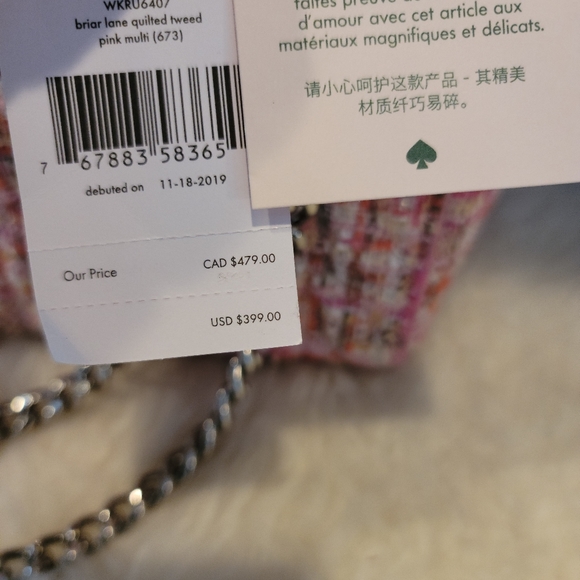 WKRU6407
briar lane quilted tweed
pink multi (673)
7 67883 58365
debuted on 11-18-2019
Our Price CAD $479.00
USD $399.00
faites preuve
d'amour avec cet article aux
matériaux magnifiques et délicats.
请小心呵护这款产品 - 其精美
材质纤巧易碎。